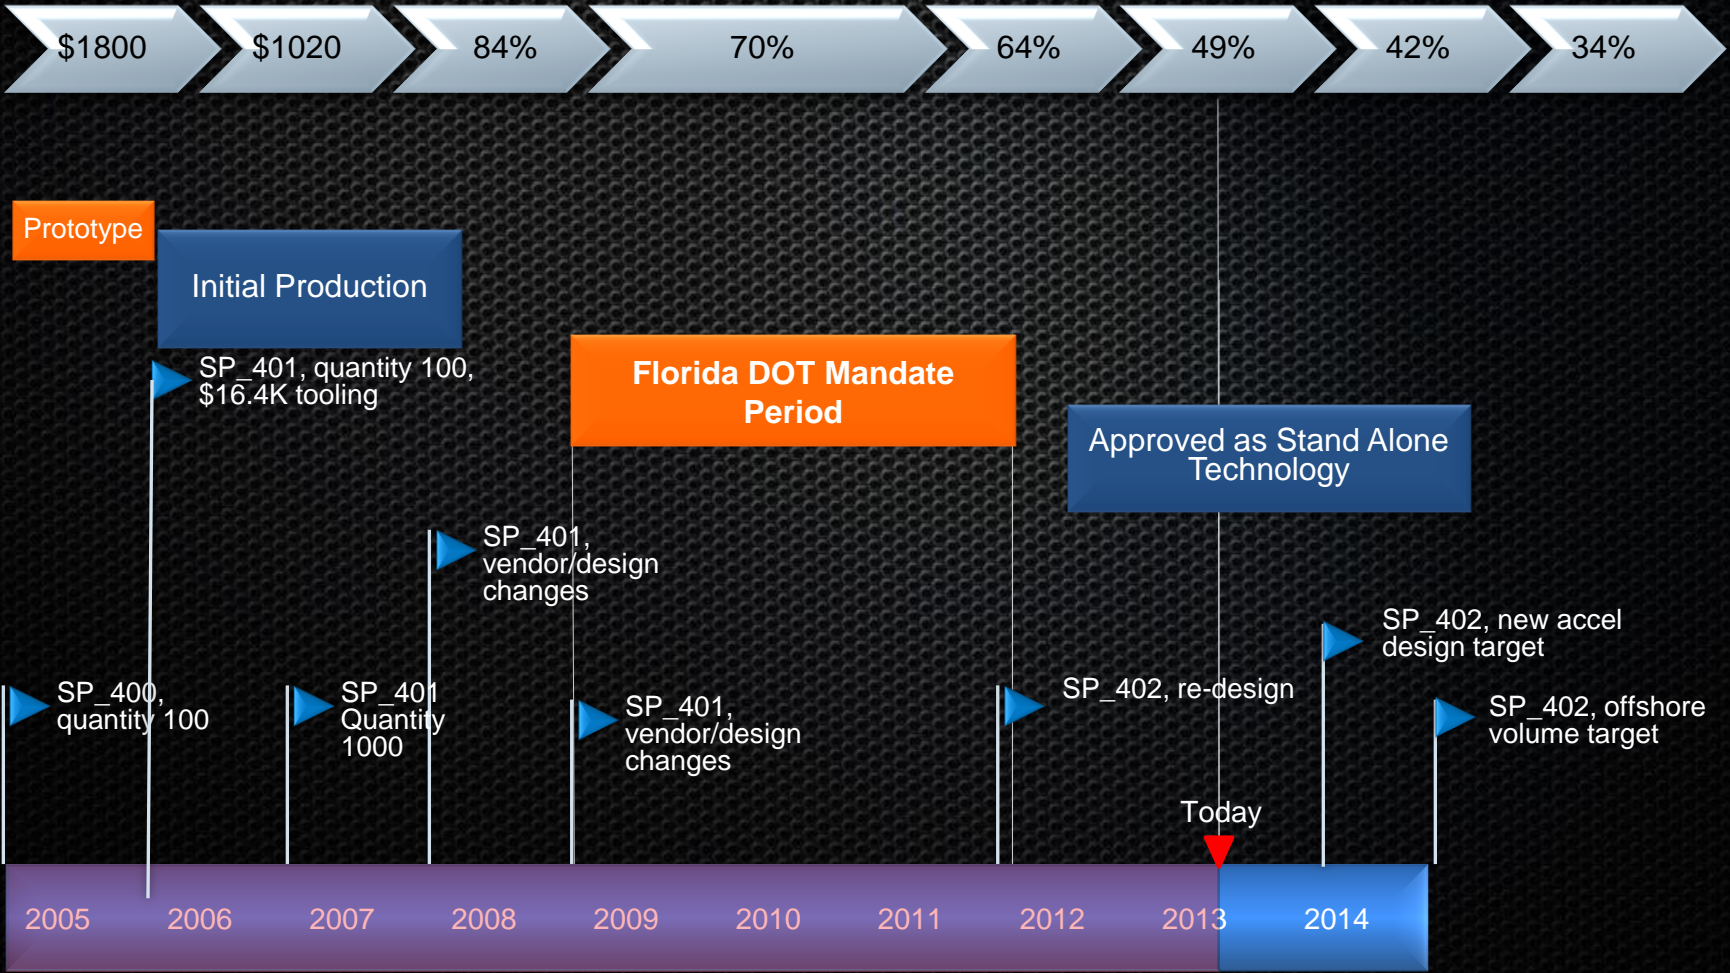 $1800
$1020
84%
70%
64%
49%
42%
34%
Prototype
Initial Production
SP_401, quantity 100,
$16.4K tooling
Florida DOT Mandate
Period
Approved as Stand Alone
Technology
SP_401,
vendor/design
changes
SP_402, new accel
design target
SP_400,
quantity 100
SP_401
Quantity
1000
SP_401,
vendor/design
changes
SP_402, re-design
SP_402, offshore
volume target
Today
2005
2006
2007
2008
2009
2010
2011
2012
2013
2014